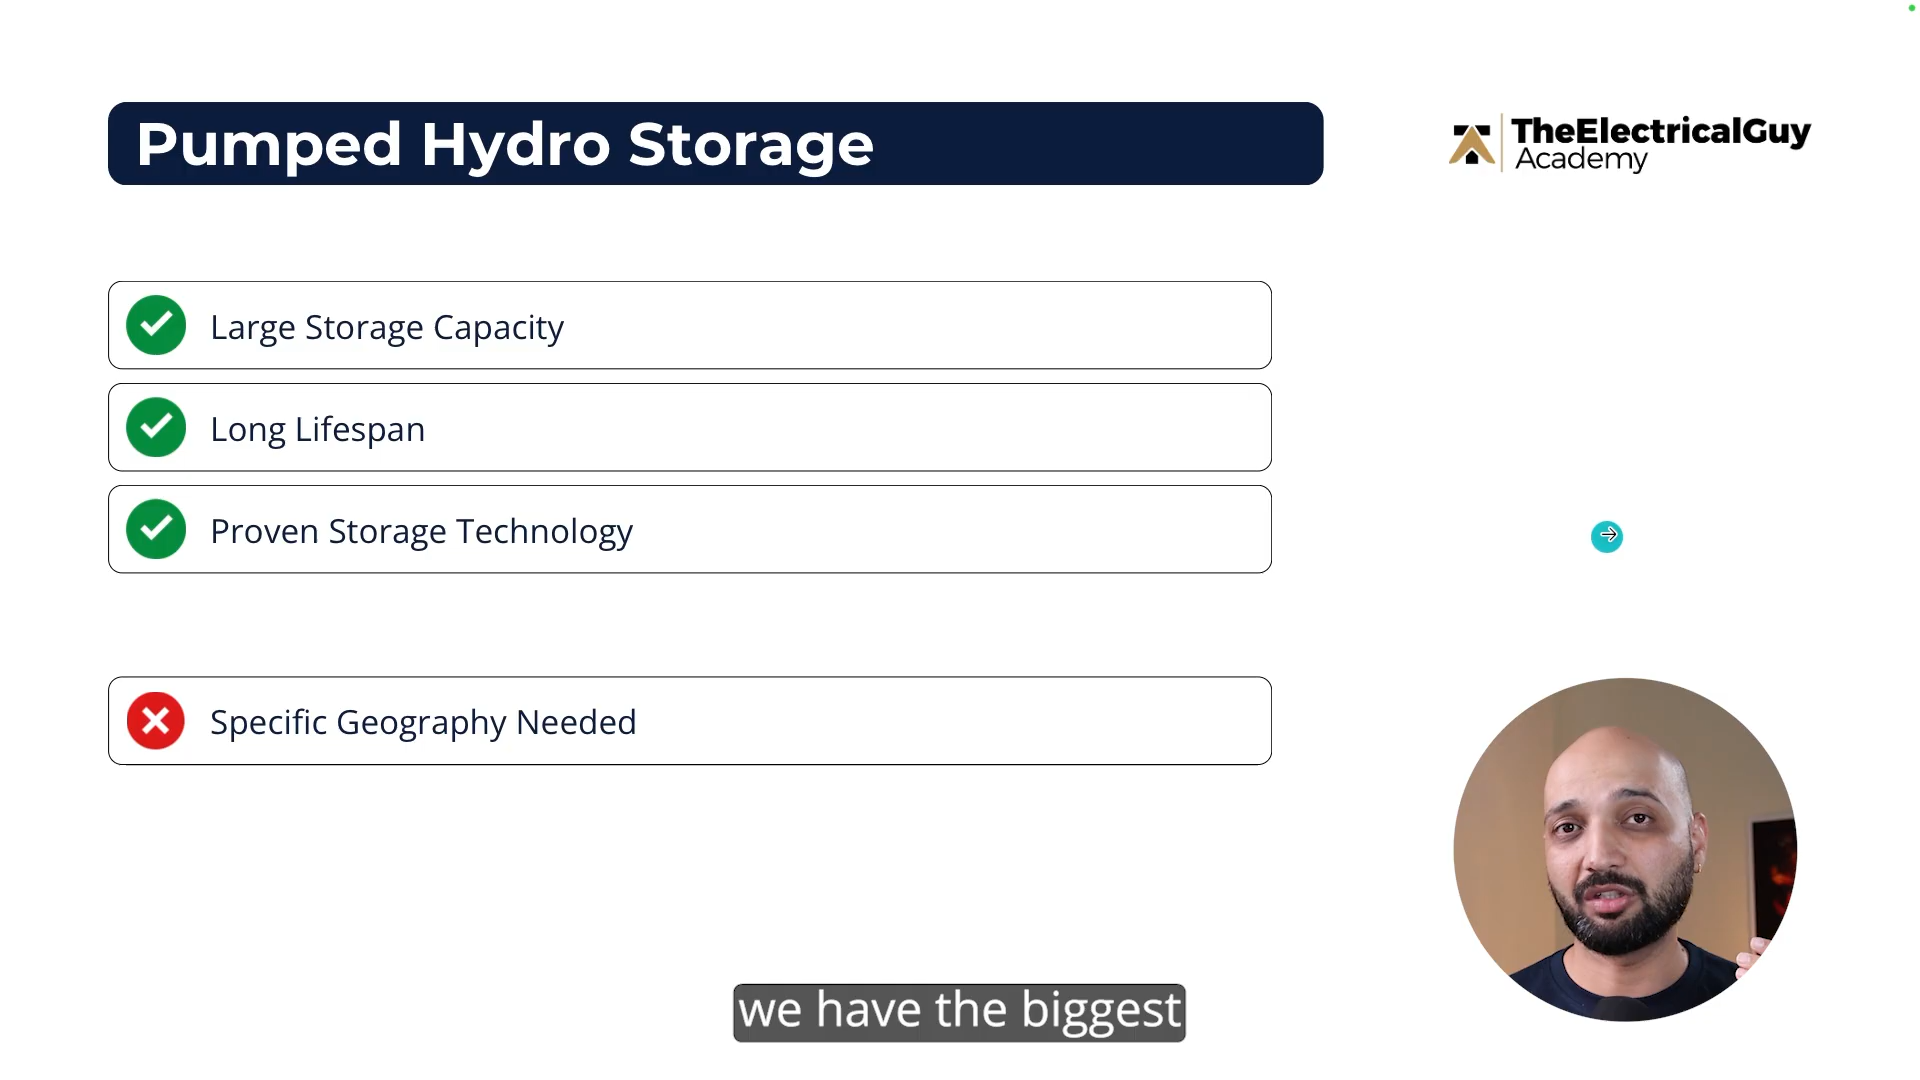 Pumped Hydro Storage
TheElectricalGuy
Academy
Large Storage Capacity
Long Lifespan
Proven Storage Technology
Specific Geography Needed
we have the biggest